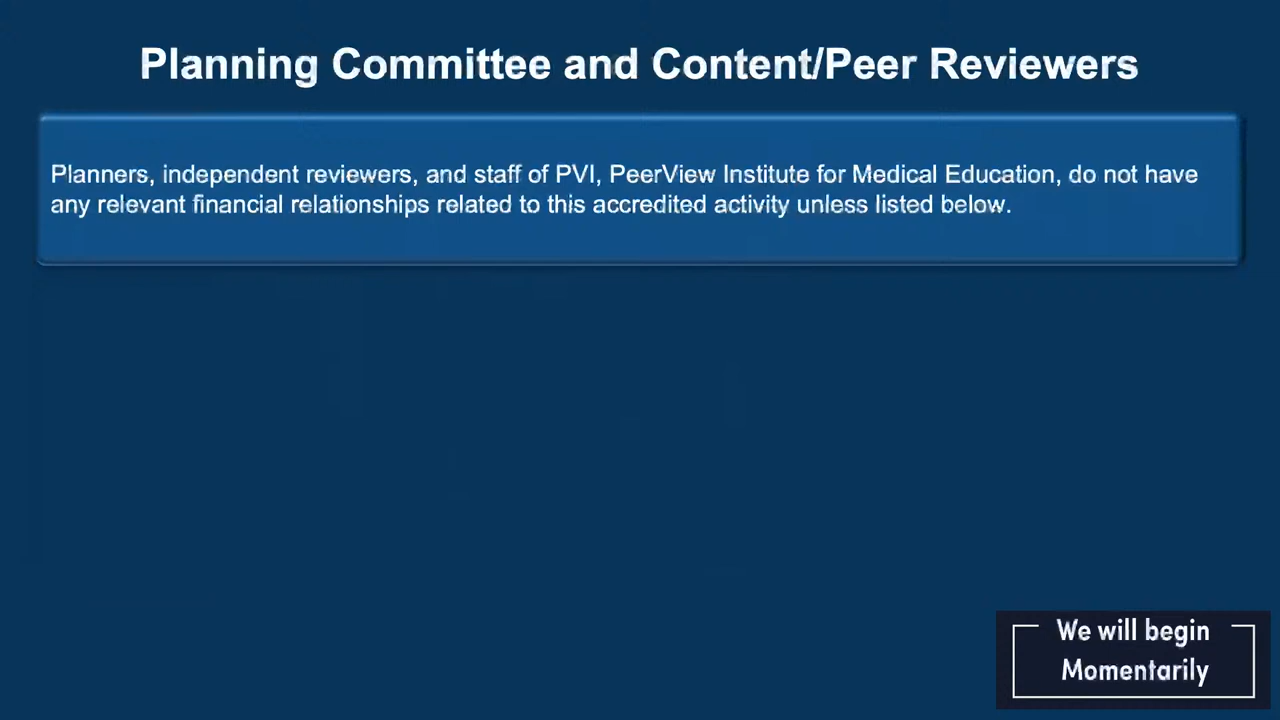 Planning Committee and Content/Peer Reviewers
Planners, independent reviewers, and staff of PVI, PeerView Institute for Medical Education, do not have
any relevant financial relationships related to this accredited activity unless listed below.
We will begin
Momentarily